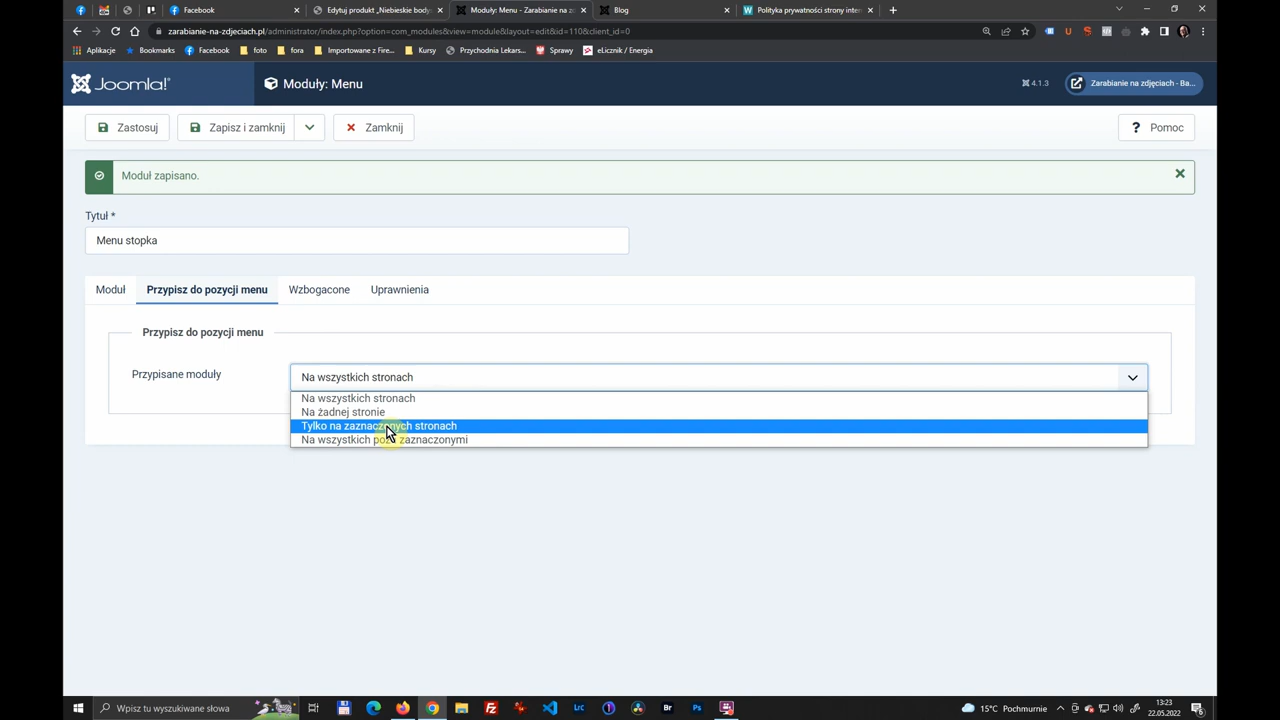 Facebook
Edytuj produkt „Niebieskie body
Moduły: Menu - Zarabianie na z
Blog
Polityka prywatności strony inter
zarabianie-na-zdjeciach.pl/administrator/index.php?option=com_modules&view=module&layout=edit&id=110&client_id=0
Aplikacje
Bookmarks
Facebook
foto
fora
Importowane z Fire...
Kursy
Przychodnia Lekars...
Sprawy
eLicznik / Energia
Joomla!
Moduły: Menu
4.1.3
Zarabianie na zdjęciach - Ba...
Zastosuj
Zapisz i zamknij
Zamknij
? Pomoc
Moduł zapisano.
Tytuł *
Menu stopka
Moduł
Przypisz do pozycji menu
Wzbogacone
Uprawnienia
Przypisz do pozycji menu
Przypisane moduły
Na wszystkich stronach
Na wszystkich stronach
Na żadnej stronie
Tylko na zaznaczonych stronach
Na wszystkich poza zaznaczonymi
Wpisz tu wyszukiwane słowa
Lrc
Br
Ps
15°C Pochmurnie
13:23
22.05.2022